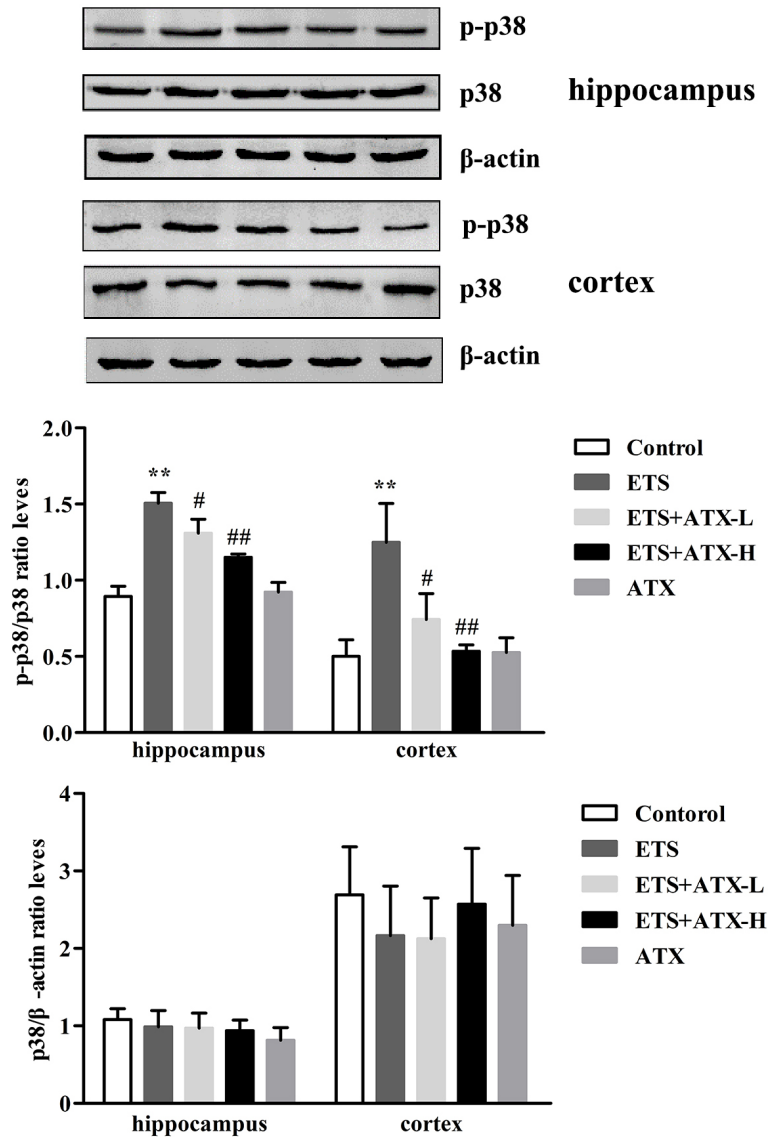 p-p38
p38
hippocampus
β-actin
p-p38
p38
cortex
β-actin
2.0
1.5
1.0
0.5
0.0
p-p38/p38 ratio leves
**
#
##
**
#
##
hippocampus
cortex
Control
ETS
ETS+ATX-L
ETS+ATX-H
ATX
4
3
2
1
0
p38/β -actin ratio leves
hippocampus
cortex
Contorol
ETS
ETS+ATX-L
ETS+ATX-H
ATX